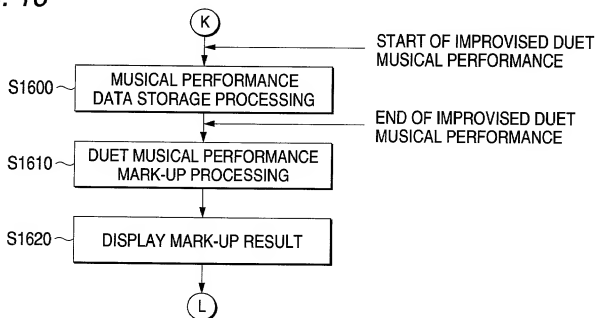 K
START OF IMPROVISED DUET
MUSICAL PERFORMANCE
S1600
MUSICAL PERFORMANCE
DATA STORAGE PROCESSING
END OF IMPROVISED DUET
MUSICAL PERFORMANCE
S1610
DUET MUSICAL PERFORMANCE
MARK-UP PROCESSING
S1620
DISPLAY MARK-UP RESULT
L